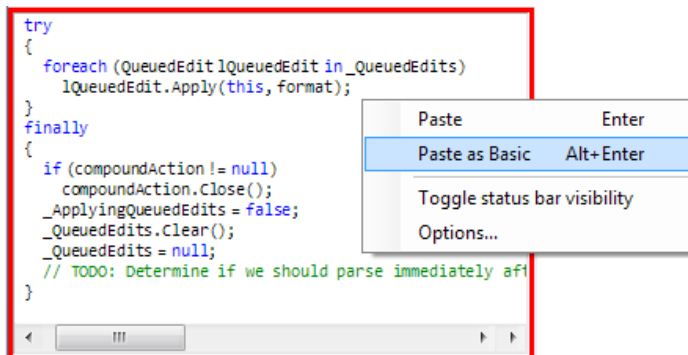 try
{
foreach (QueuedEdit lQueuedEdit in _QueuedEdits)
lQueuedEdit.Apply(this, format);
}
finally
{
if (compoundAction != null)
compoundAction.Close();
_ApplyingQueuedEdits = false;
_QueuedEdits.Clear();
_QueuedEdits = null;
// TODO: Determine if we should parse immediately aft
}
Paste Enter
Paste as Basic Alt+Enter
Toggle status bar visibility
Options...